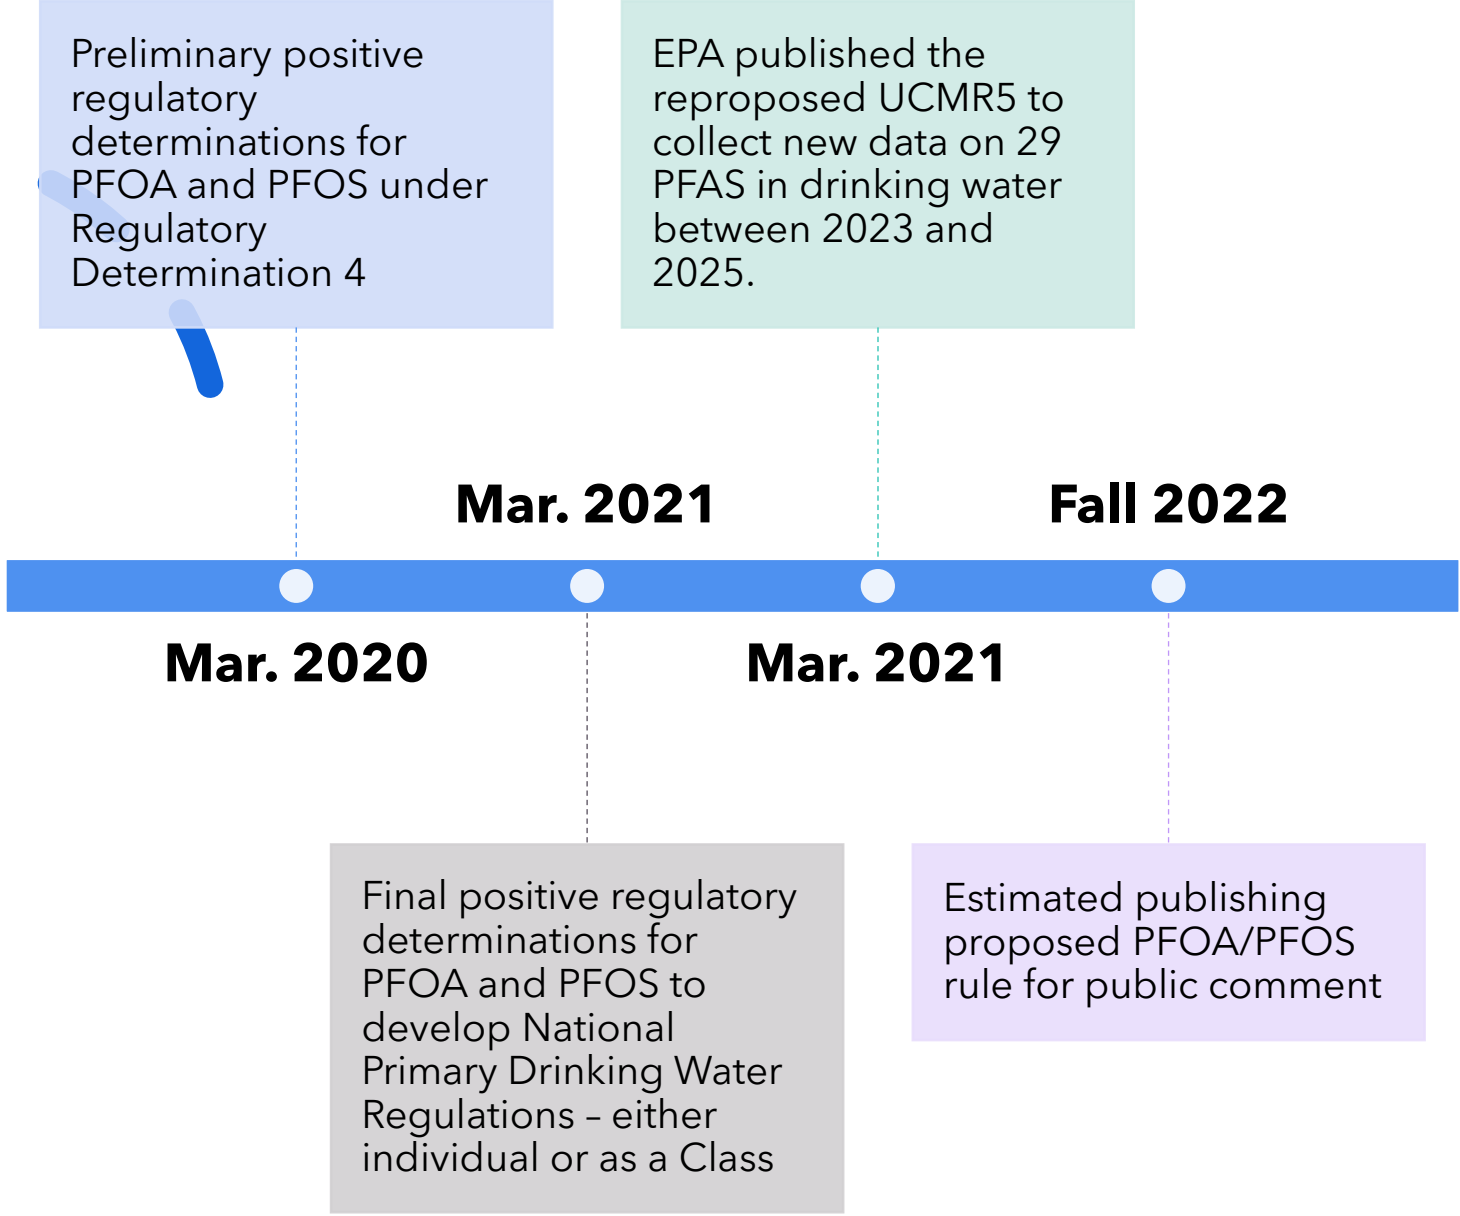 Preliminary positive
regulatory
determinations for
PFOA and PFOS under
Regulatory
Determination 4
EPA published the
reproposed UCMR5 to
collect new data on 29
PFAS in drinking water
between 2023 and
2025.
Mar. 2021
Fall 2022
Mar. 2020
Mar. 2021
Final positive regulatory
determinations for
PFOA and PFOS to
develop National
Primary Drinking Water
Regulations – either
individual or as a Class
Estimated publishing
proposed PFOA/PFOS
rule for public comment